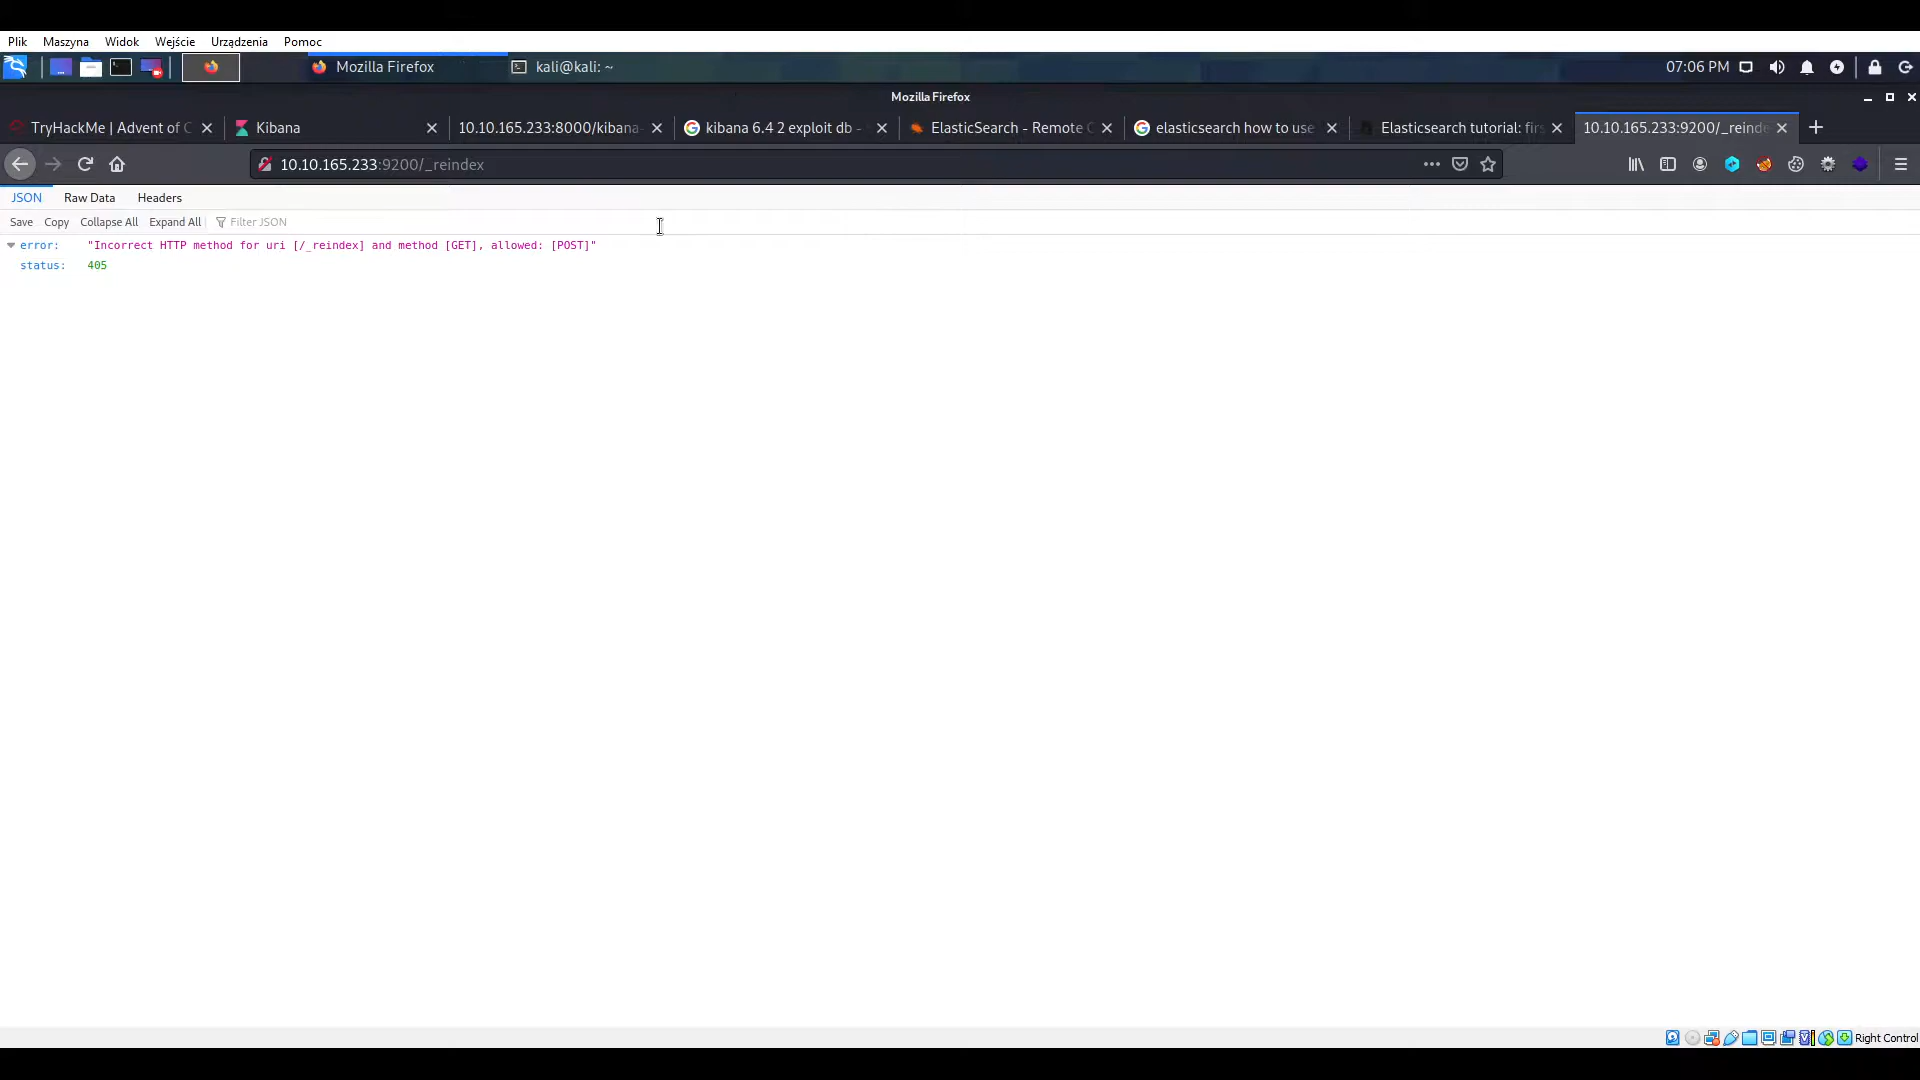 Plik Maszyna Widok Wejście Urządzenia Pomoc
Mozilla Firefox kali@kali: ~ 07:06 PM
Mozilla Firefox
TryHackMe | Advent of C Kibana 10.10.165.233:8000/kibana- kibana 6.4 2 exploit db - ElasticSearch - Remote C elasticsearch how to use Elasticsearch tutorial: firs 10.10.165.233:9200/_reinde
10.10.165.233:9200/_reindex
JSON Raw Data Headers
Save Copy Collapse All Expand All Filter JSON
error: "Incorrect HTTP method for uri [/_reindex] and method [GET], allowed: [POST]"
status: 405
Right Control